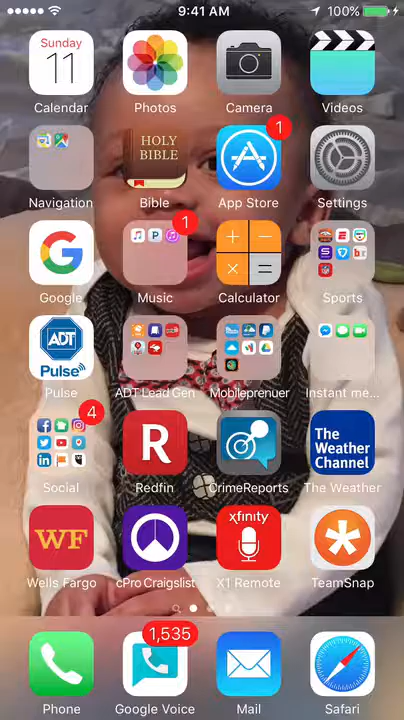 9:41 AM
100%
Sunday
11
Calendar
Photos
Camera
Videos
Navigation
HOLY
BIBLE
Bible
1
App Store
Settings
G
Google
1
Music
Calculator
Sports
ADT
Pulse
Pulse
ADT Lead Gen
Mobileprenuer
Instant me...
4
Social
R
Redfin
CrimeReports
The
Weather
Channel
The Weather
WF
Wells Fargo
cPro Craigslist
xfinity
X1 Remote
TeamSnap
Phone
1,535
Google Voice
Mail
Safari